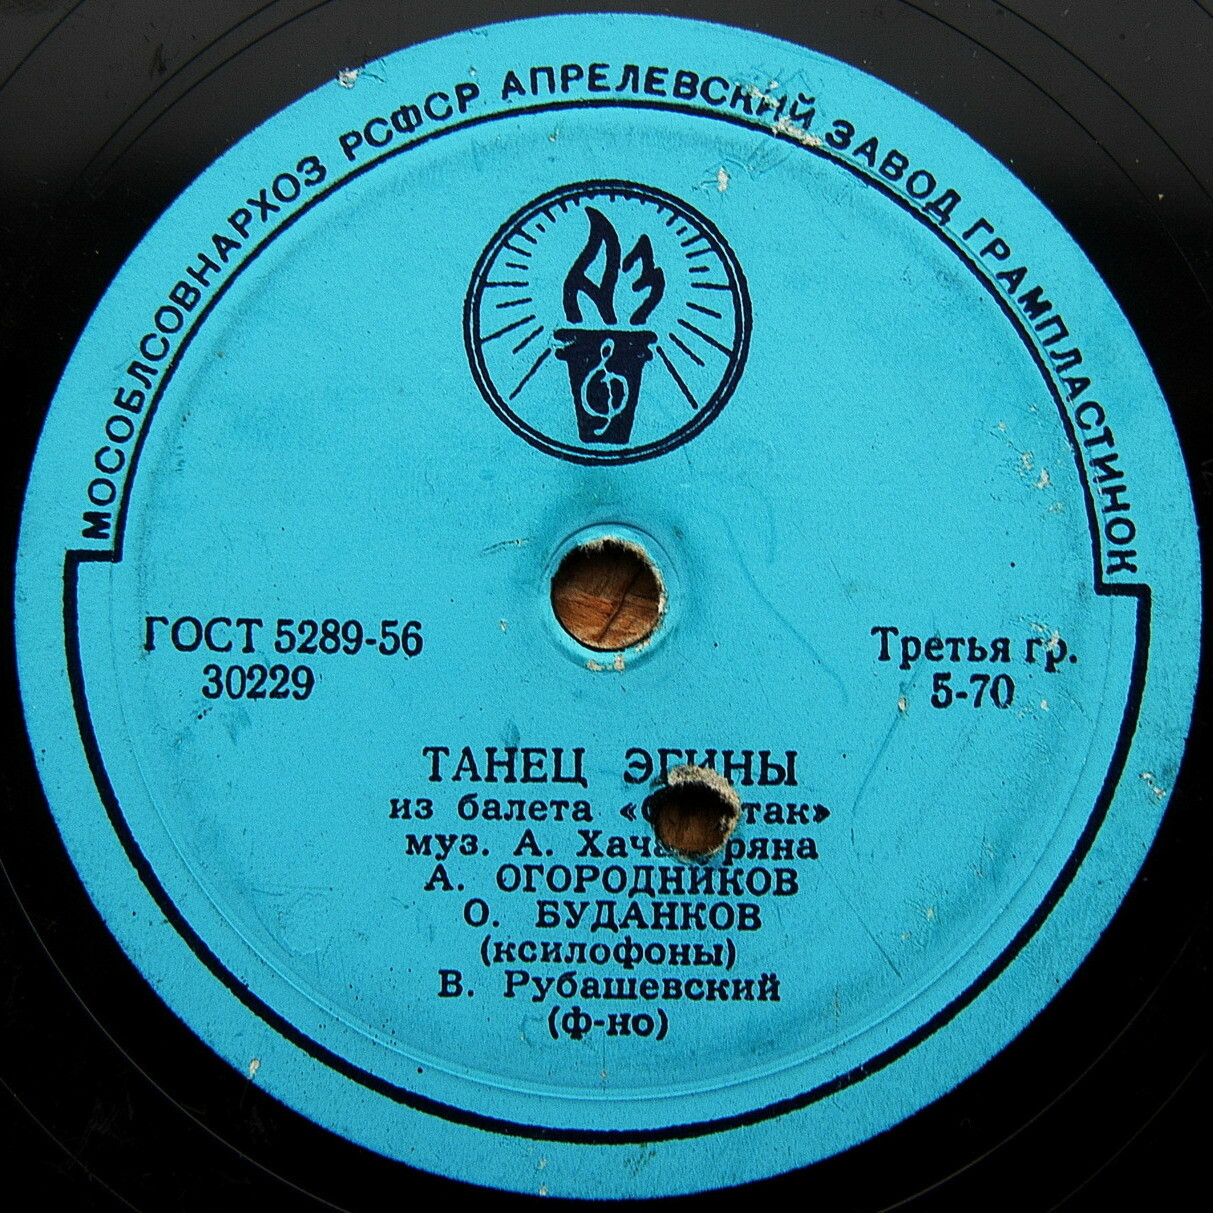 МОСОБЛСОВНАРХОЗ РСФСР АПРЕЛЕВСКИЙ ЗАВОД ГРАМПЛАСТИНОК
АЗ
ГОСТ 5289-56
30229
Третья гр.
5-70
ТАНЕЦ ЭГИНЫ
из балета
муз. А.
А. ОГОРОДНИКОВ
О. БУДАНКОВ
(ксилофоны)
В. Рубашевский
(ф-но)